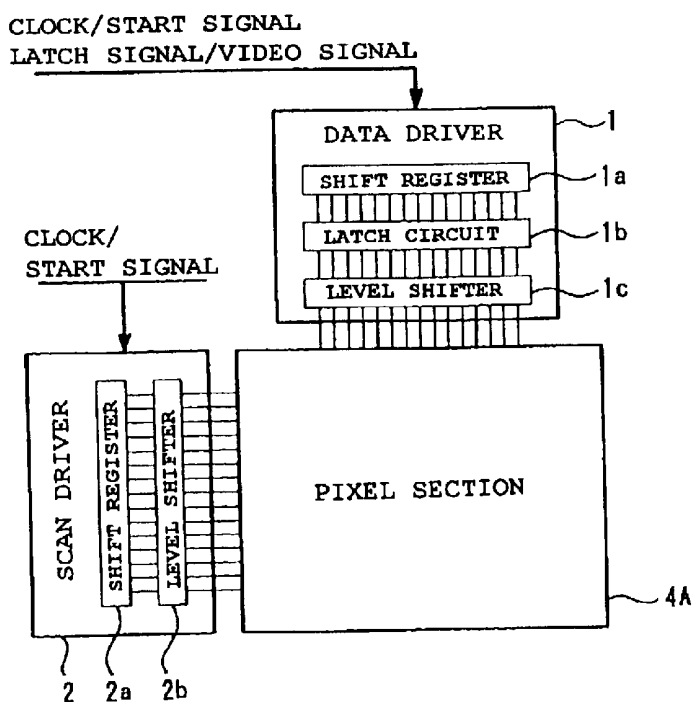 CLOCK/START SIGNAL
LATCH SIGNAL/VIDEO SIGNAL
DATA DRIVER
1
SHIFT REGISTER
1a
LATCH CIRCUIT
1b
LEVEL SHIFTER
1c
CLOCK/
START SIGNAL
SCAN DRIVER
SHIFT REGISTER
LEVEL SHIFTER
PIXEL SECTION
4A
2
2a
2b